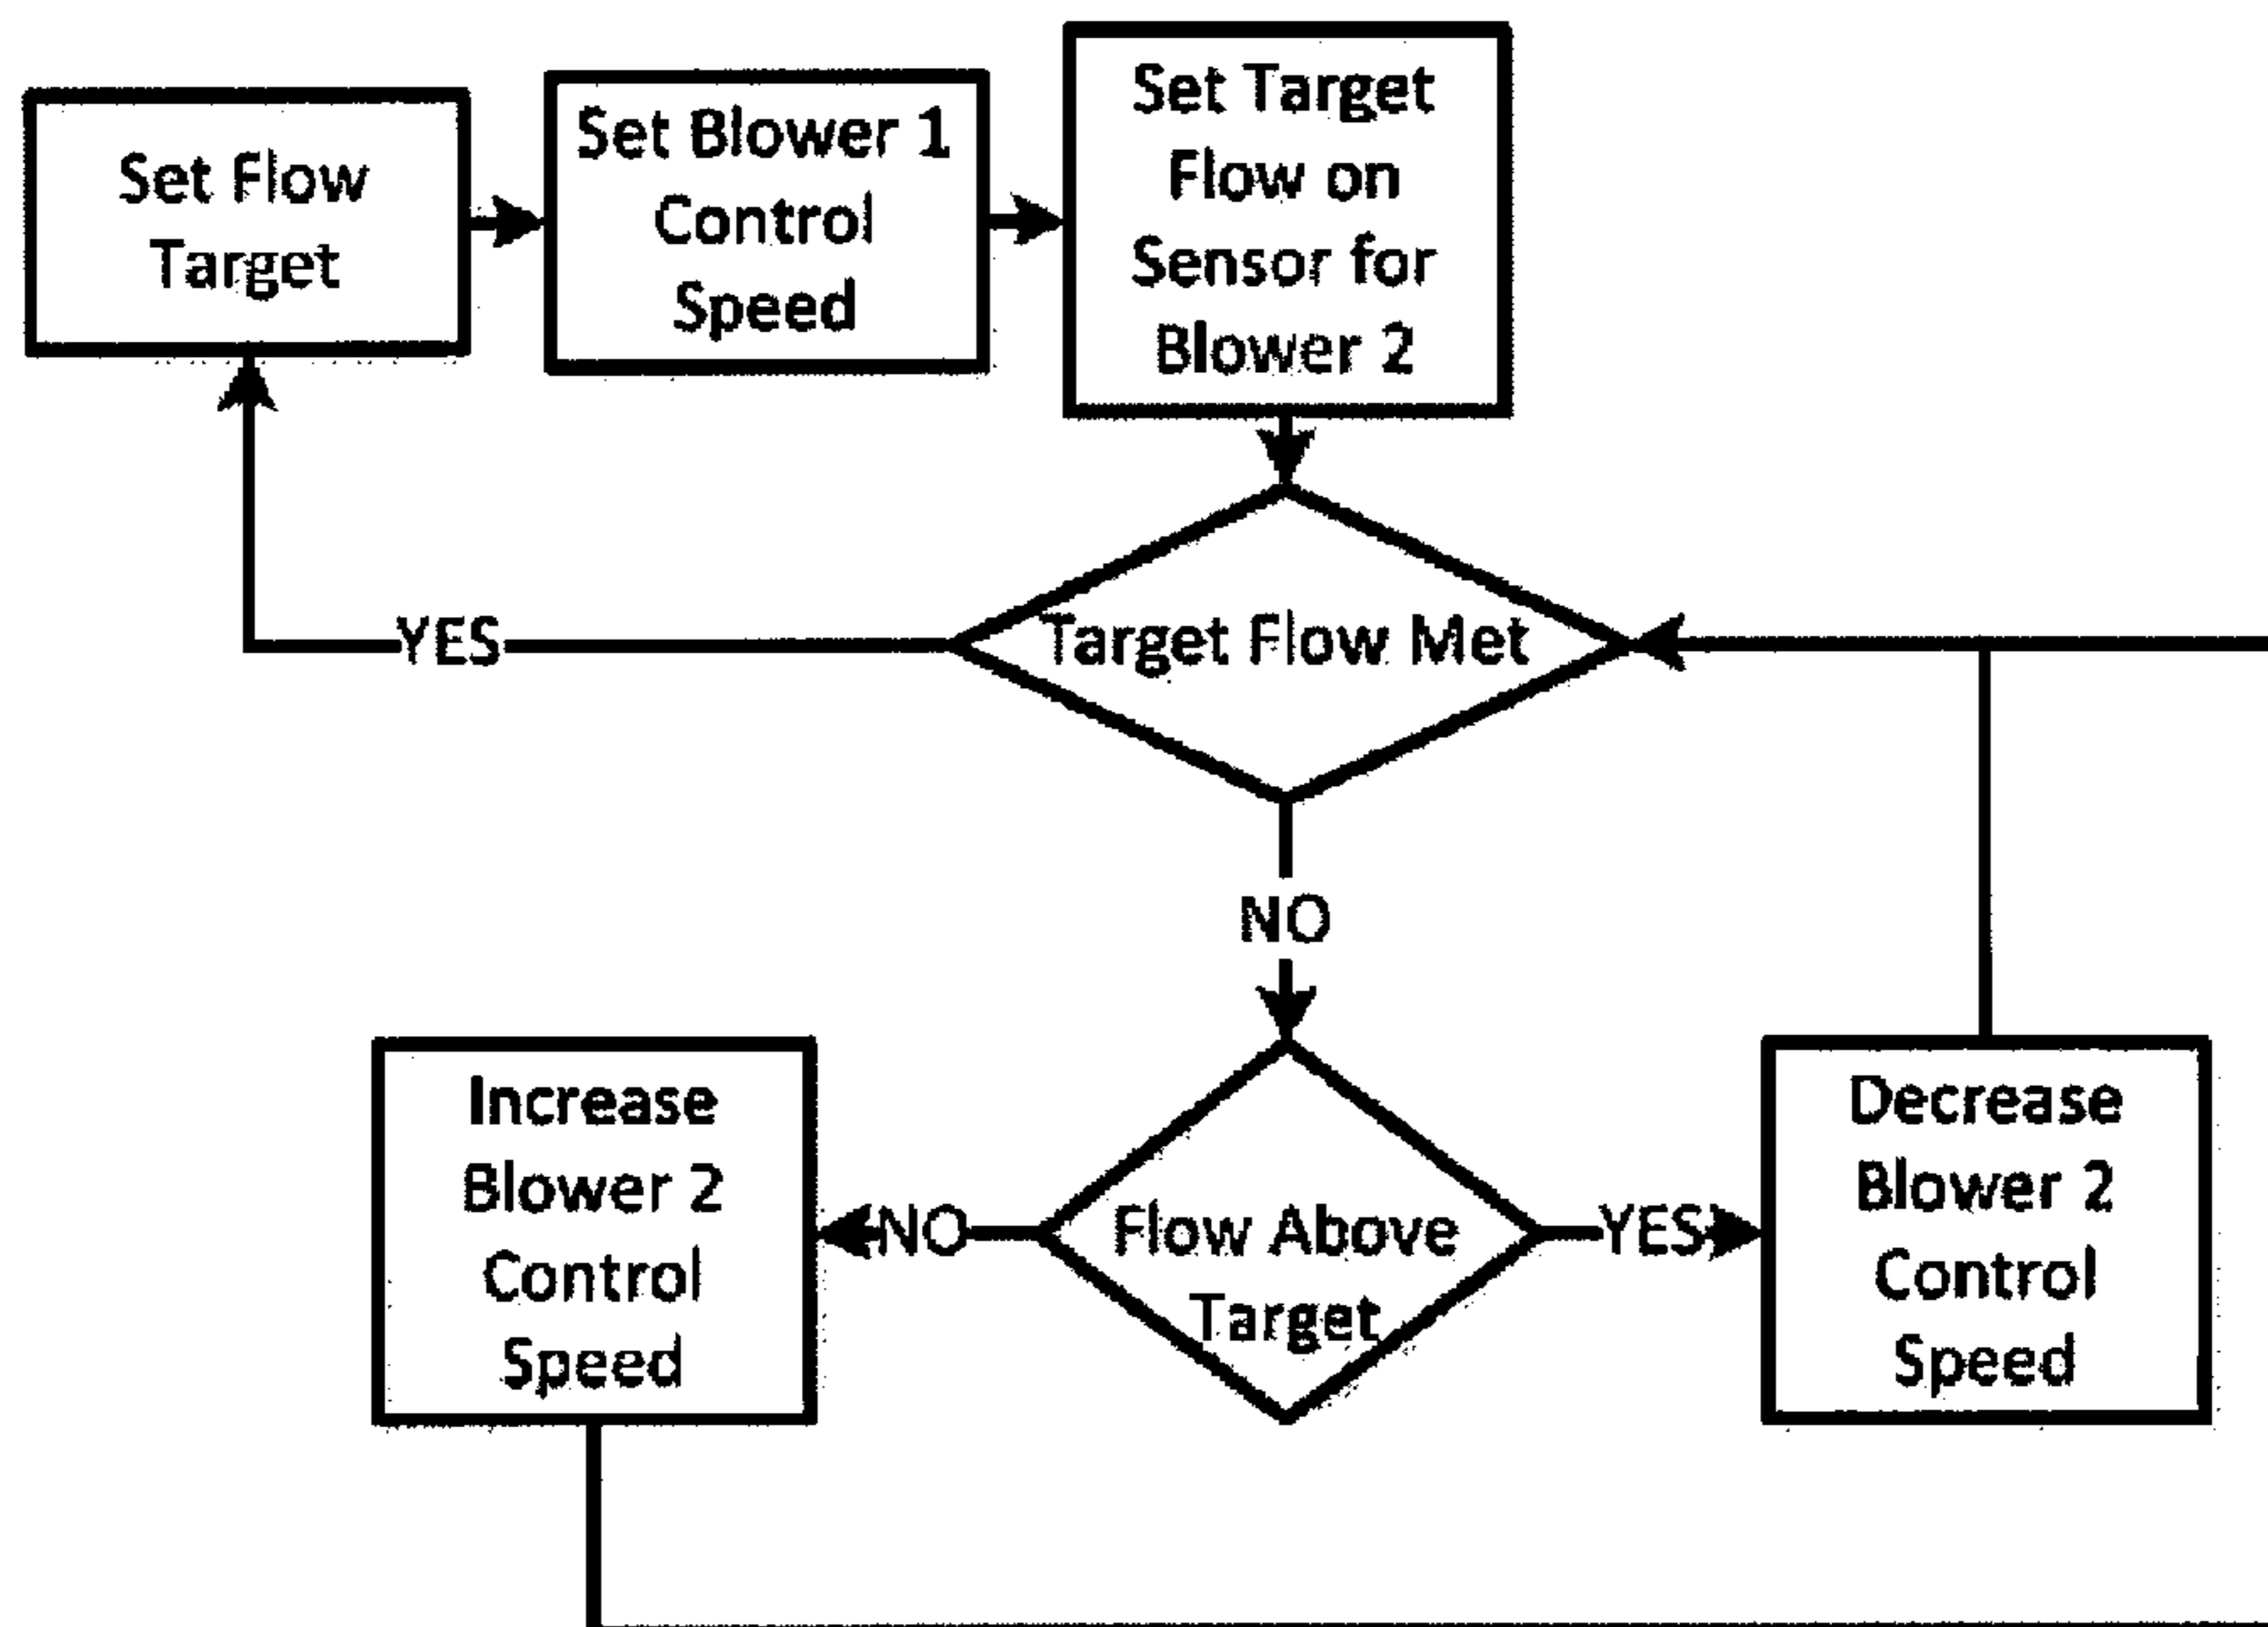 Set Flow
Target
Set Blower 1
Control
Speed
Set Target
Flow on
Sensor for
Blower 2
Target Flow Met
YES
NO
Flow Above
Target
NO
YES
Increase
Blower 2
Control
Speed
Decrease
Blower 2
Control
Speed